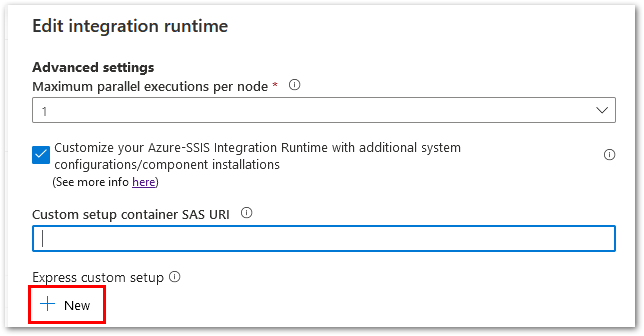 Edit integration runtime
Advanced settings
Maximum parallel executions per node *
1
Customize your Azure-SSIS Integration Runtime with additional system
configurations/component installations
(See more info here)
Custom setup container SAS URI
Express custom setup
New